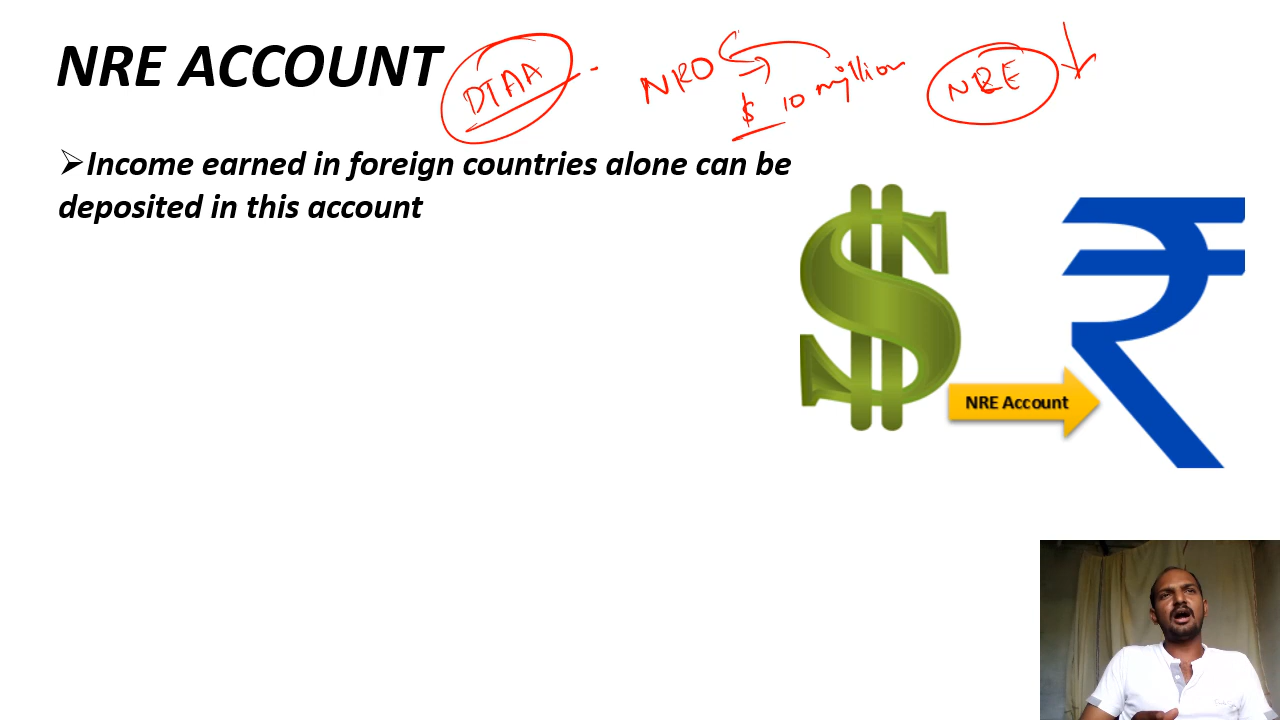 NRE ACCOUNT
DTAA
NRO
$ 10 million
NRE
➢Income earned in foreign countries alone can be
deposited in this account
NRE Account